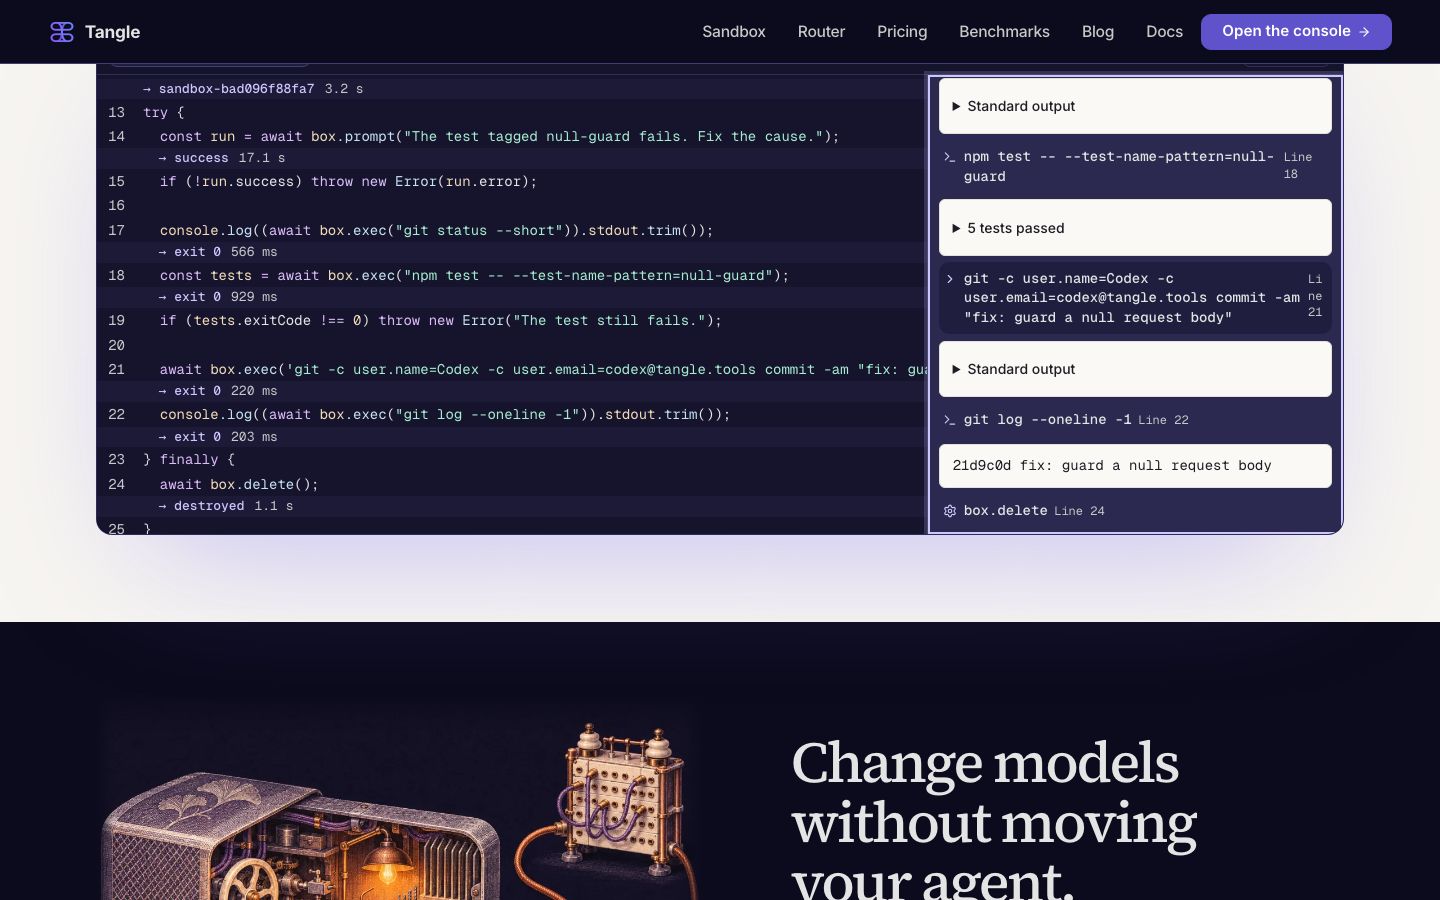 Tangle
Sandbox
Router
Pricing
Benchmarks
Blog
Docs
Open the console →
→ sandbox-bad096f88fa7 3.2 s
13 try {
14 const run = await box.prompt("The test tagged null-guard fails. Fix the cause.");
→ success 17.1 s
15 if (!run.success) throw new Error(run.error);
16
17 console.log((await box.exec("git status --short")).stdout.trim());
→ exit 0 566 ms
18 const tests = await box.exec("npm test -- --test-name-pattern=null-guard");
→ exit 0 929 ms
19 if (tests.exitCode !== 0) throw new Error("The test still fails.");
20
21 await box.exec('git -c user.name=Codex -c user.email=codex@tangle.tools commit -am "fix: gua
→ exit 0 220 ms
22 console.log((await box.exec("git log --oneline -1")).stdout.trim());
→ exit 0 203 ms
23 } finally {
24 await box.delete();
→ destroyed 1.1 s
25 }
Standard output
npm test -- --test-name-pattern=null-
guard
Line
18
5 tests passed
git -c user.name=Codex -c
user.email=codex@tangle.tools commit -am
"fix: guard a null request body"
Li
ne
21
Standard output
git log --oneline -1 Line 22
21d9c0d fix: guard a null request body
box.delete Line 24
Change models
without moving
your agent.